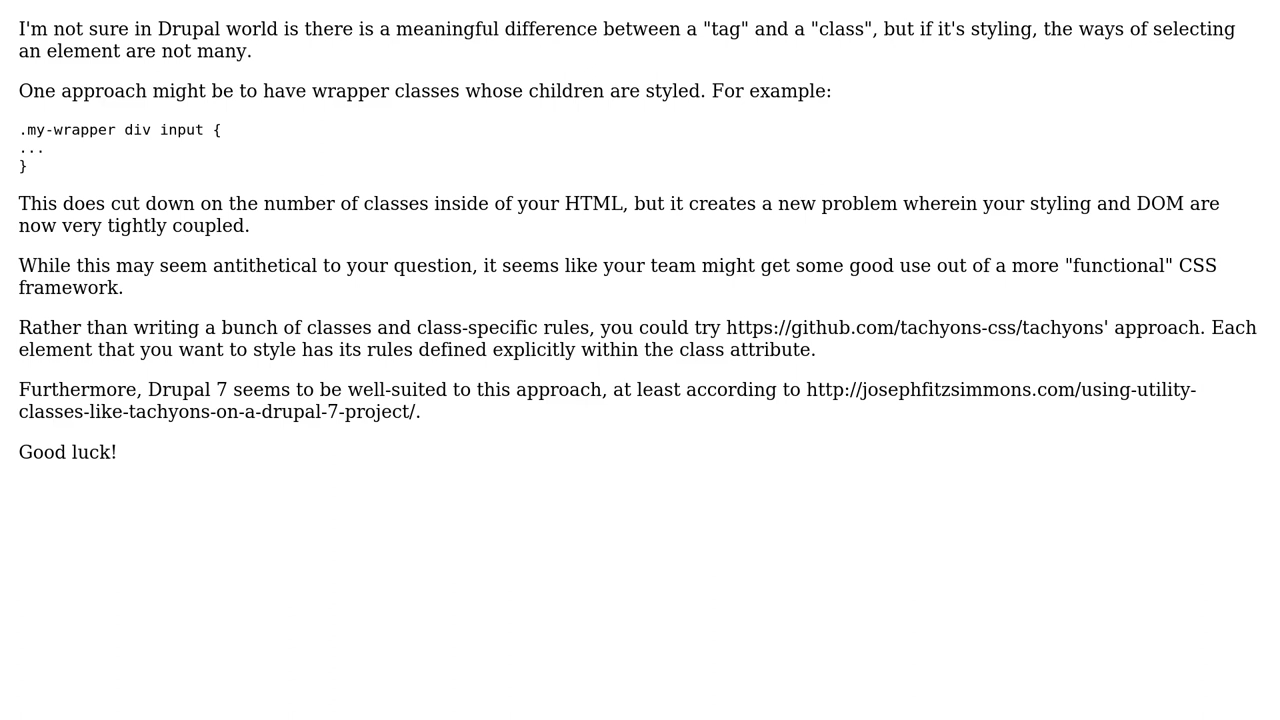 I'm not sure in Drupal world is there is a meaningful difference between a "tag" and a "class", but if it's styling, the ways of selecting
an element are not many.
One approach might be to have wrapper classes whose children are styled. For example:
.my-wrapper div input {
...
}
This does cut down on the number of classes inside of your HTML, but it creates a new problem wherein your styling and DOM are
now very tightly coupled.
While this may seem antithetical to your question, it seems like your team might get some good use out of a more "functional" CSS
framework.
Rather than writing a bunch of classes and class-specific rules, you could try https://github.com/tachyons-css/tachyons' approach. Each
element that you want to style has its rules defined explicitly within the class attribute.
Furthermore, Drupal 7 seems to be well-suited to this approach, at least according to http://josephfitzsimmons.com/using-utility-
classes-like-tachyons-on-a-drupal-7-project/.
Good luck!